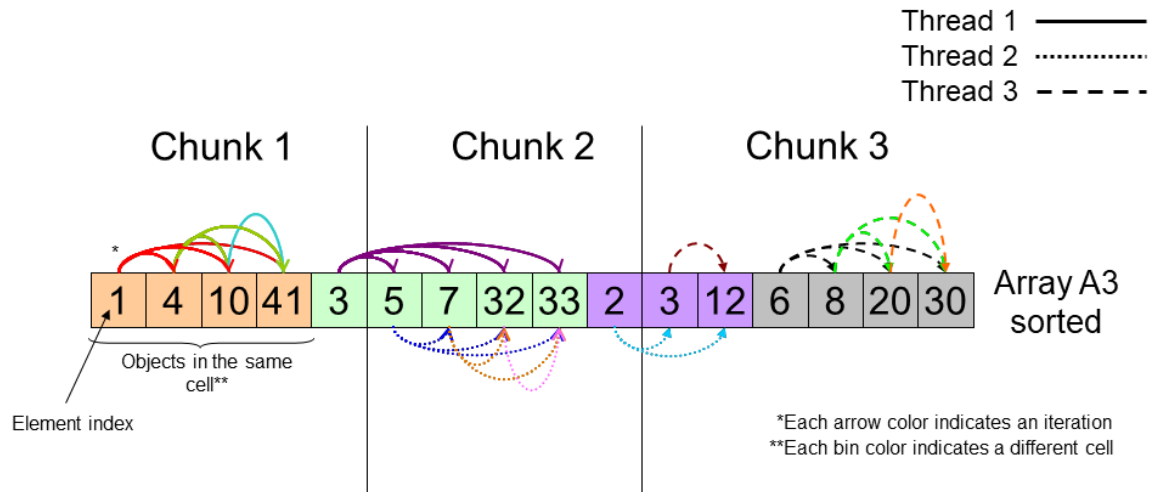 Thread 1
Thread 2
Thread 3
Chunk 1
Chunk 2
Chunk 3
*
1 4 10 41 3 5 7 32 33 2 3 12 6 8 20 30
Array A3
sorted
Objects in the same
cell**
Element index
*Each arrow color indicates an iteration
**Each bin color indicates a different cell